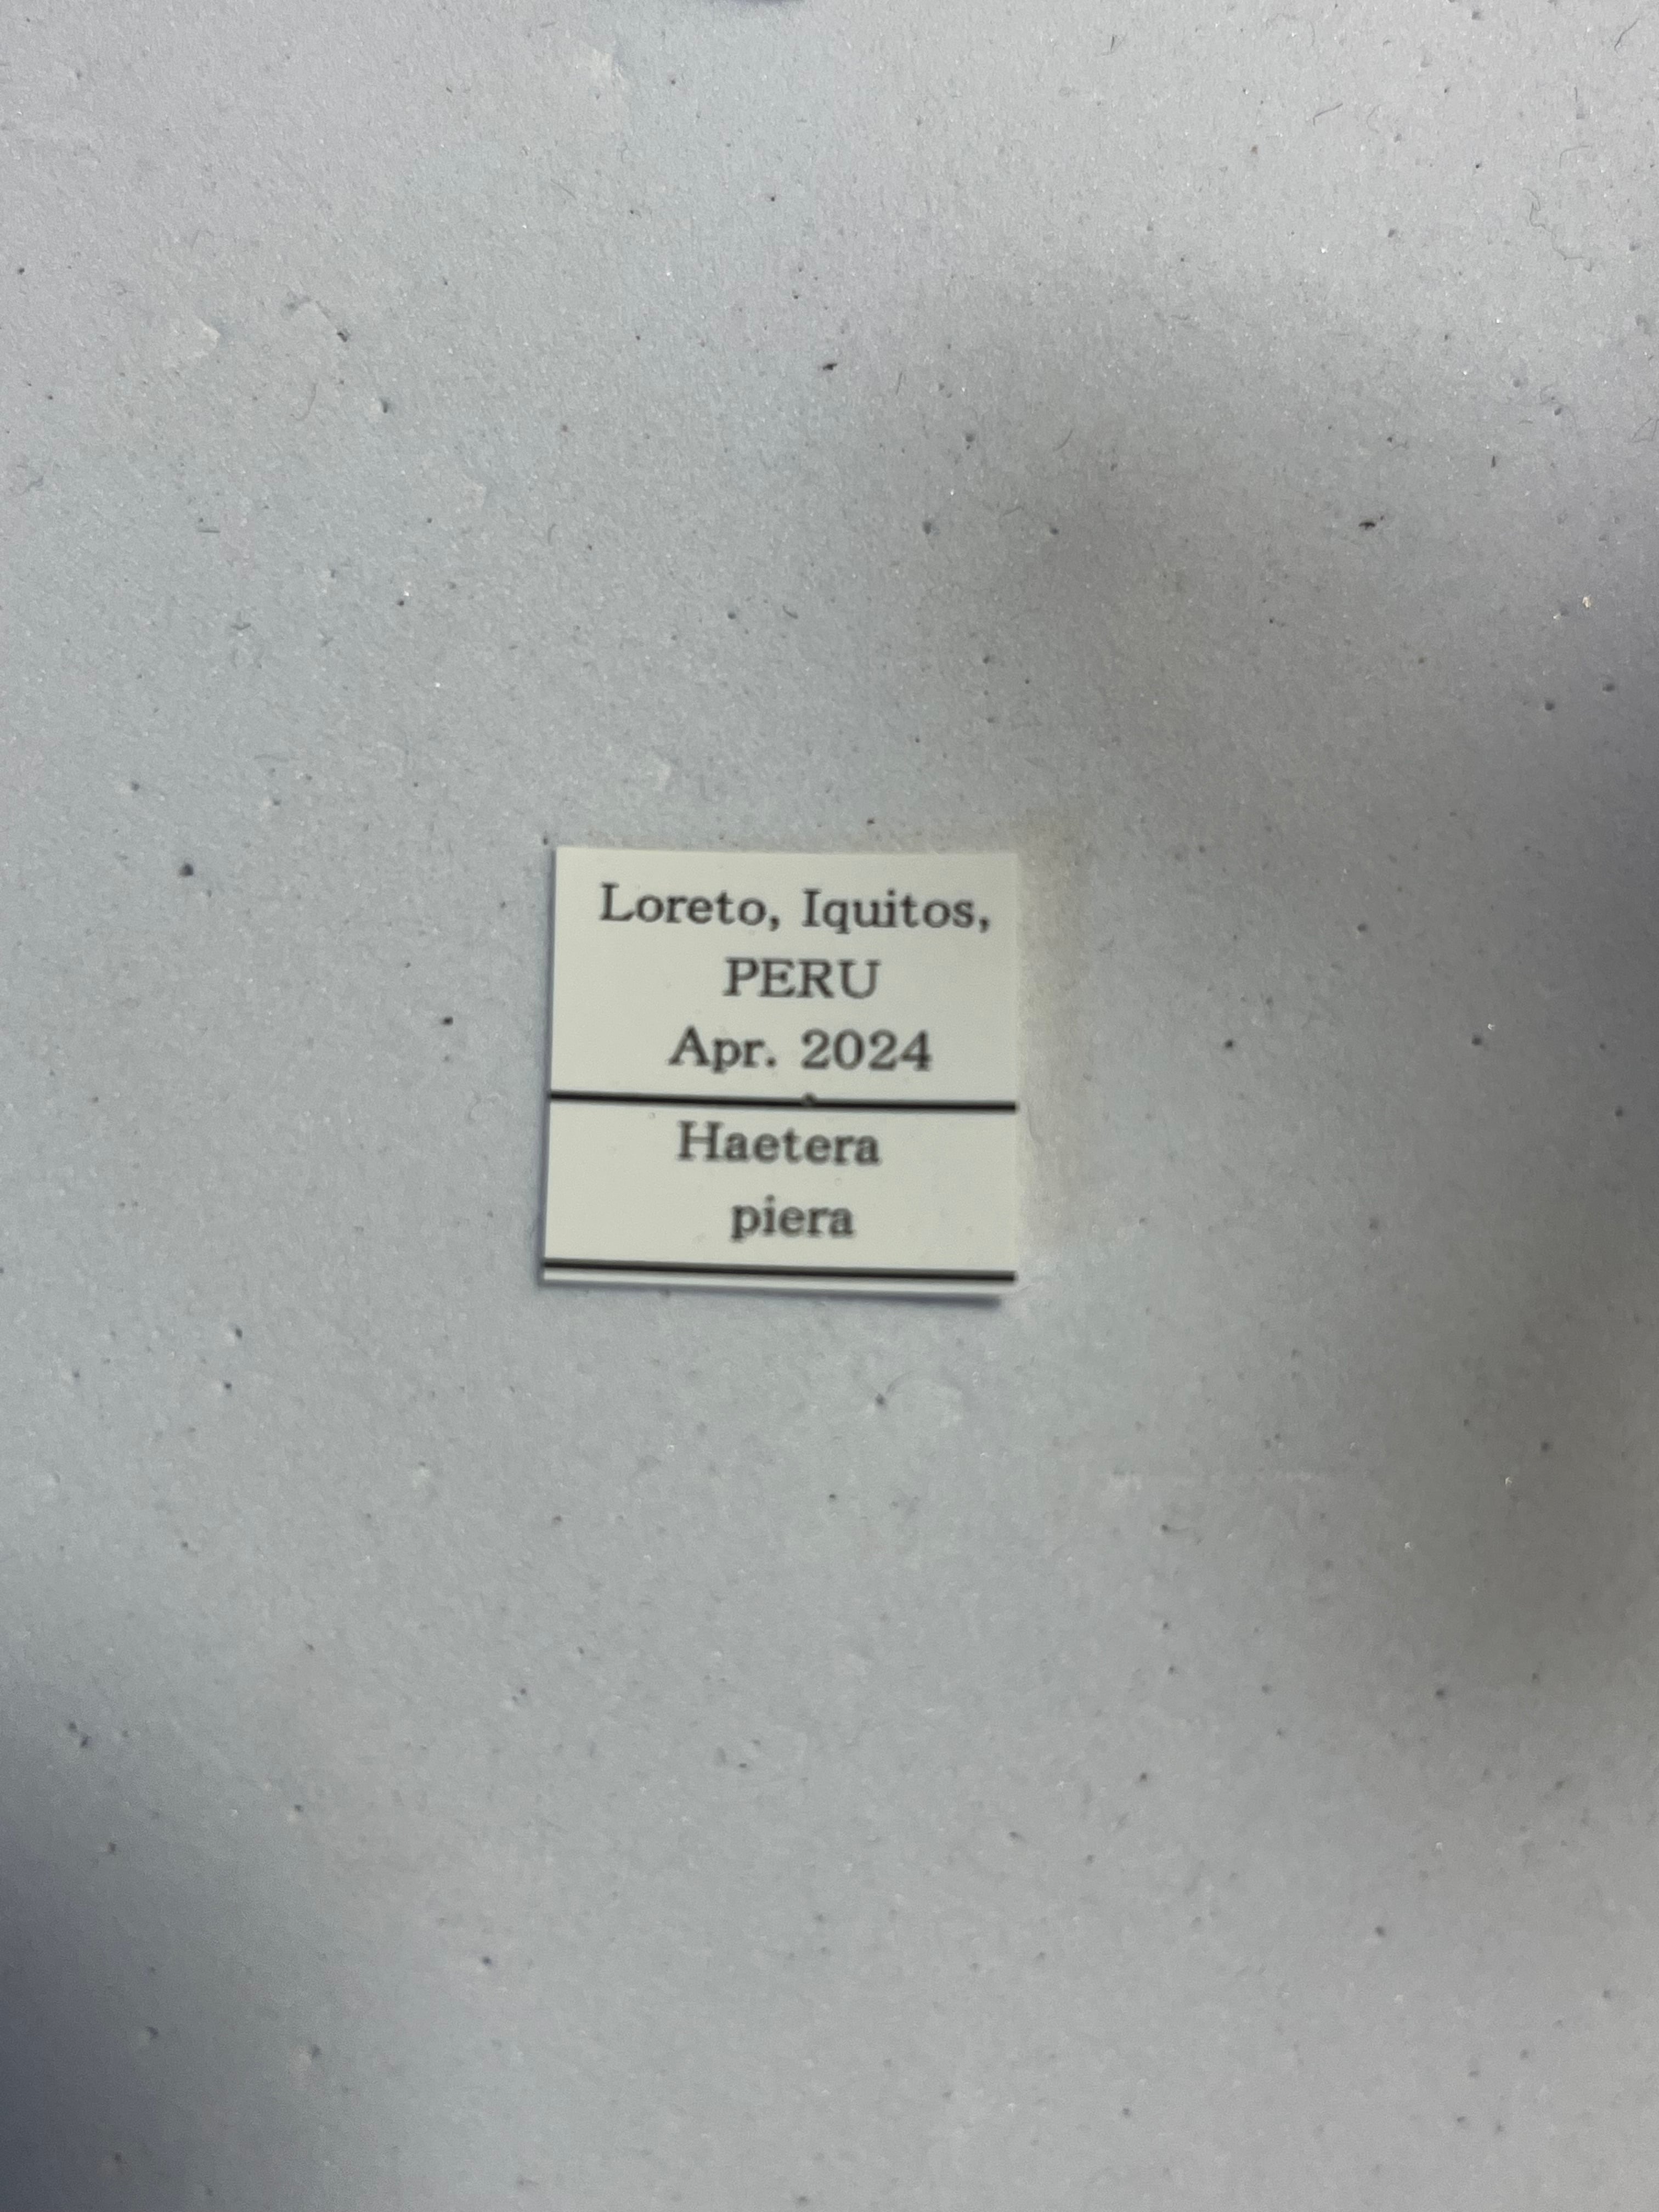 Loreto, Iquitos,
PERU
Apr. 2024
Haetera
piera